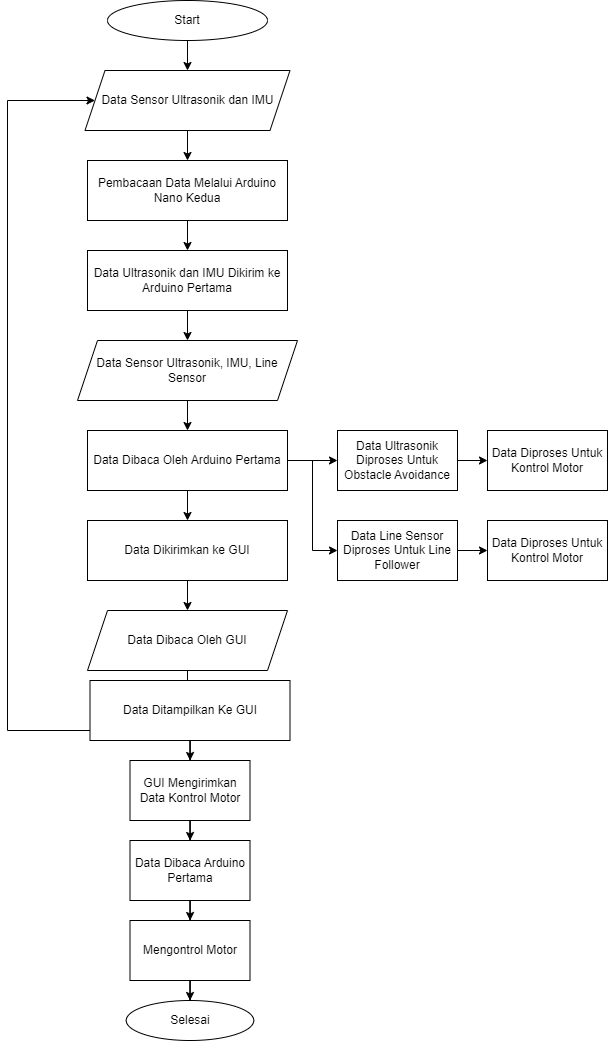 Start
Data Sensor Ultrasonik dan IMU
Pembacaan Data Melalui Arduino
Nano Kedua
Data Ultrasonik dan IMU Dikirim ke
Arduino Pertama
Data Sensor Ultrasonik, IMU, Line
Sensor
Data Dibaca Oleh Arduino Pertama
Data Ultrasonik
Diproses Untuk
Obstacle Avoidance
Data Diproses Untuk
Kontrol Motor
Data Dikirimkan ke GUI
Data Line Sensor
Diproses Untuk Line
Follower
Data Diproses Untuk
Kontrol Motor
Data Dibaca Oleh GUI
Data Ditampilkan Ke GUI
GUI Mengirimkan
Data Kontrol Motor
Data Dibaca Arduino
Pertama
Mengontrol Motor
Selesai